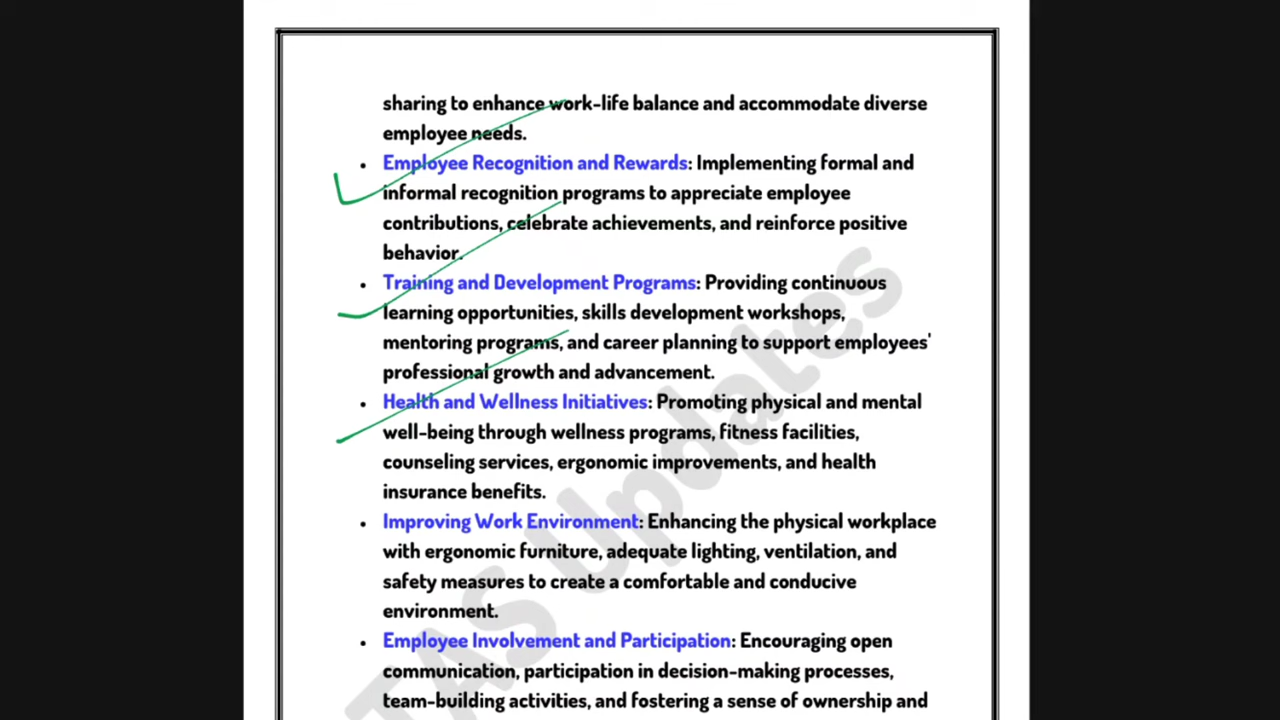 sharing to enhance work-life balance and accommodate diverse
employee needs.
• Employee Recognition and Rewards: Implementing formal and
informal recognition programs to appreciate employee
contributions, celebrate achievements, and reinforce positive
behavior.
• Training and Development Programs: Providing continuous
learning opportunities, skills development workshops,
mentoring programs, and career planning to support employees'
professional growth and advancement.
• Health and Wellness Initiatives: Promoting physical and mental
well-being through wellness programs, fitness facilities,
counseling services, ergonomic improvements, and health
insurance benefits.
• Improving Work Environment: Enhancing the physical workplace
with ergonomic furniture, adequate lighting, ventilation, and
safety measures to create a comfortable and conducive
environment.
• Employee Involvement and Participation: Encouraging open
communication, participation in decision-making processes,
team-building activities, and fostering a sense of ownership and
TAS Updates